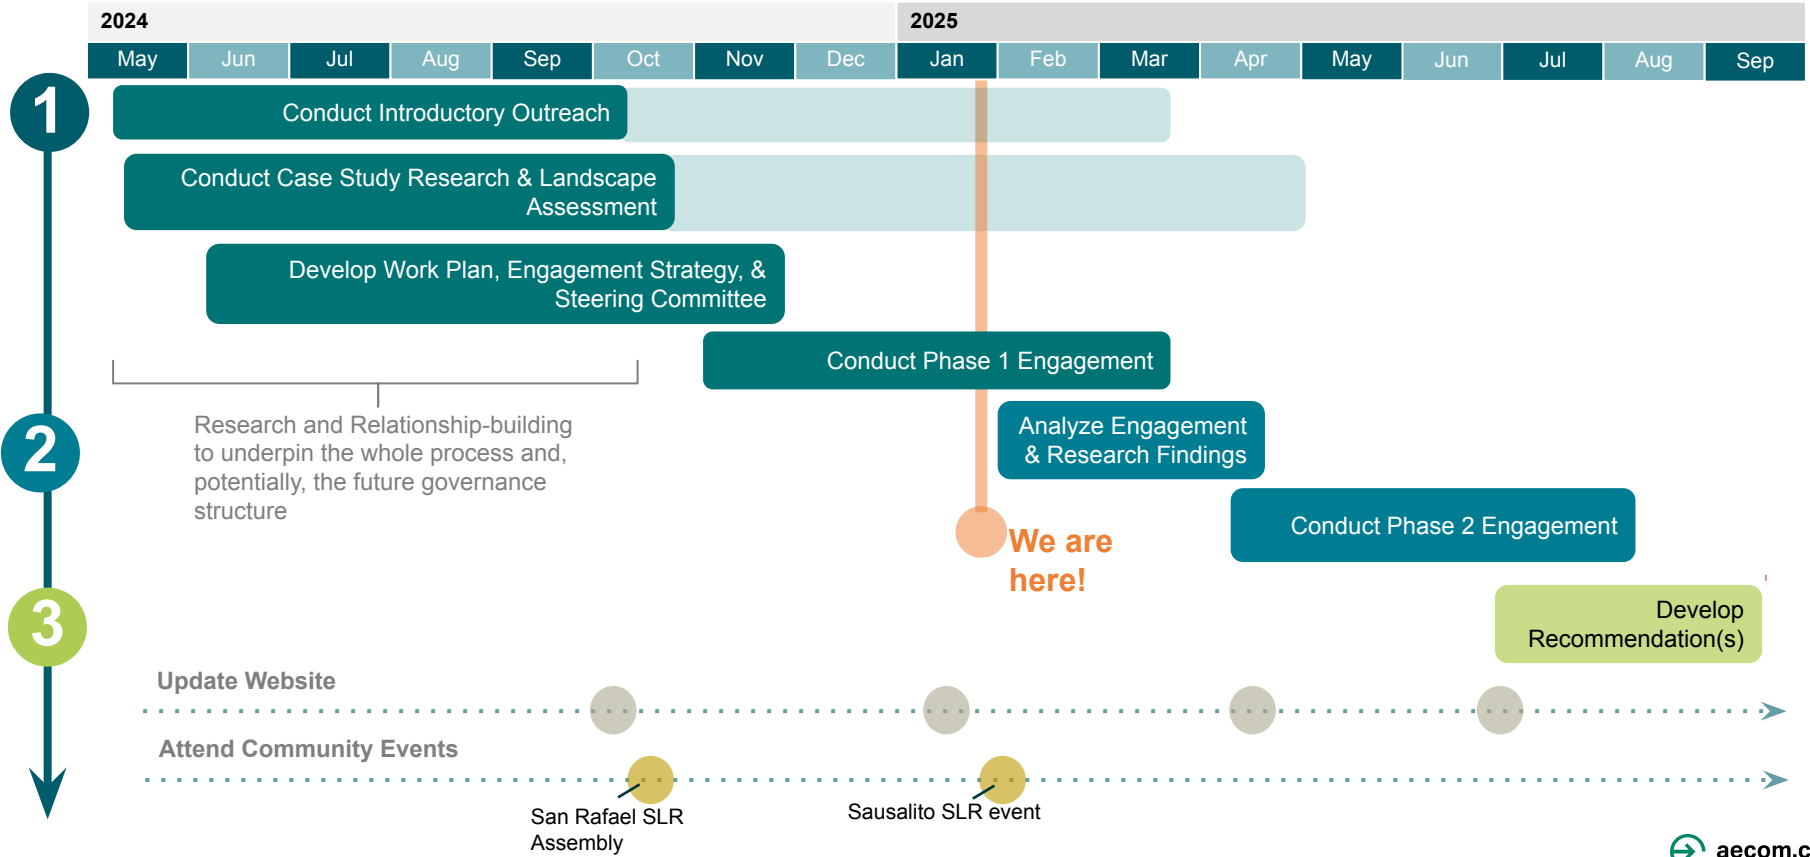 2024 2025
May Jun Jul Aug Sep Oct Nov Dec Jan Feb Mar Apr May Jun Jul Aug Sep
1
Conduct Introductory Outreach
Conduct Case Study Research & Landscape
Assessment
Develop Work Plan, Engagement Strategy, &
Steering Committee
Conduct Phase 1 Engagement
Research and Relationship-building
to underpin the whole process and,
potentially, the future governance
structure
2
Analyze Engagement
& Research Findings
Conduct Phase 2 Engagement
We are
here!
3
Develop
Recommendation(s)
Update Website
Attend Community Events
San Rafael SLR
Assembly
Sausalito SLR event
aecom.c